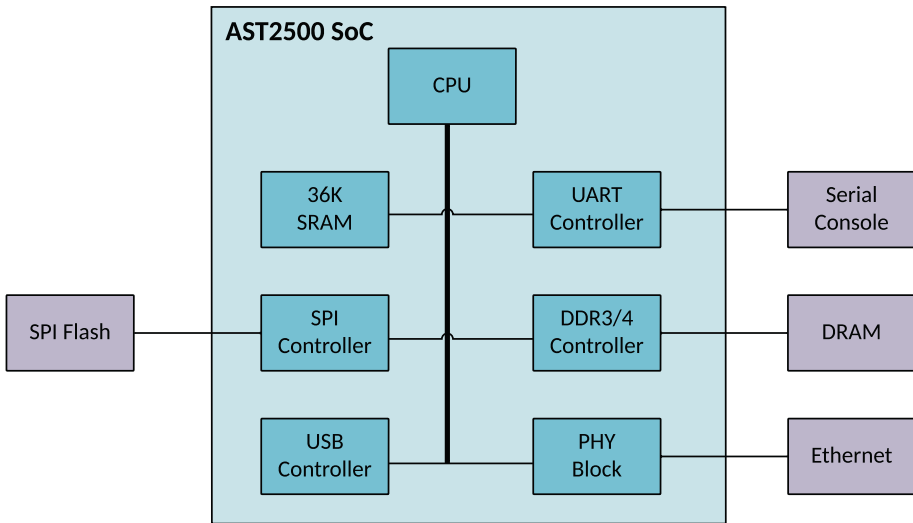 AST2500 SoC
CPU
36K
SRAM
UART
Controller
Serial
Console
SPI Flash
SPI
Controller
DDR3/4
Controller
DRAM
USB
Controller
PHY
Block
Ethernet